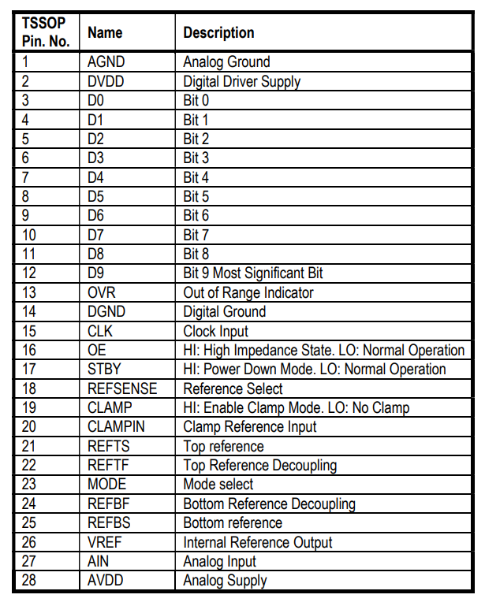 TSSOP Pin. No. Name Description
1 AGND Analog Ground
2 DVDD Digital Driver Supply
3 D0 Bit 0
4 D1 Bit 1
5 D2 Bit 2
6 D3 Bit 3
7 D4 Bit 4
8 D5 Bit 5
9 D6 Bit 6
10 D7 Bit 7
11 D8 Bit 8
12 D9 Bit 9 Most Significant Bit
13 OVR Out of Range Indicator
14 DGND Digital Ground
15 CLK Clock Input
16 OE HI: High Impedance State. LO: Normal Operation
17 STBY HI: Power Down Mode. LO: Normal Operation
18 REFSENSE Reference Select
19 CLAMP HI: Enable Clamp Mode. LO: No Clamp
20 CLAMPIN Clamp Reference Input
21 REFTS Top reference
22 REFTF Top Reference Decoupling
23 MODE Mode select
24 REFBF Bottom Reference Decoupling
25 REFBS Bottom reference
26 VREF Internal Reference Output
27 AIN Analog Input
28 AVDD Analog Supply